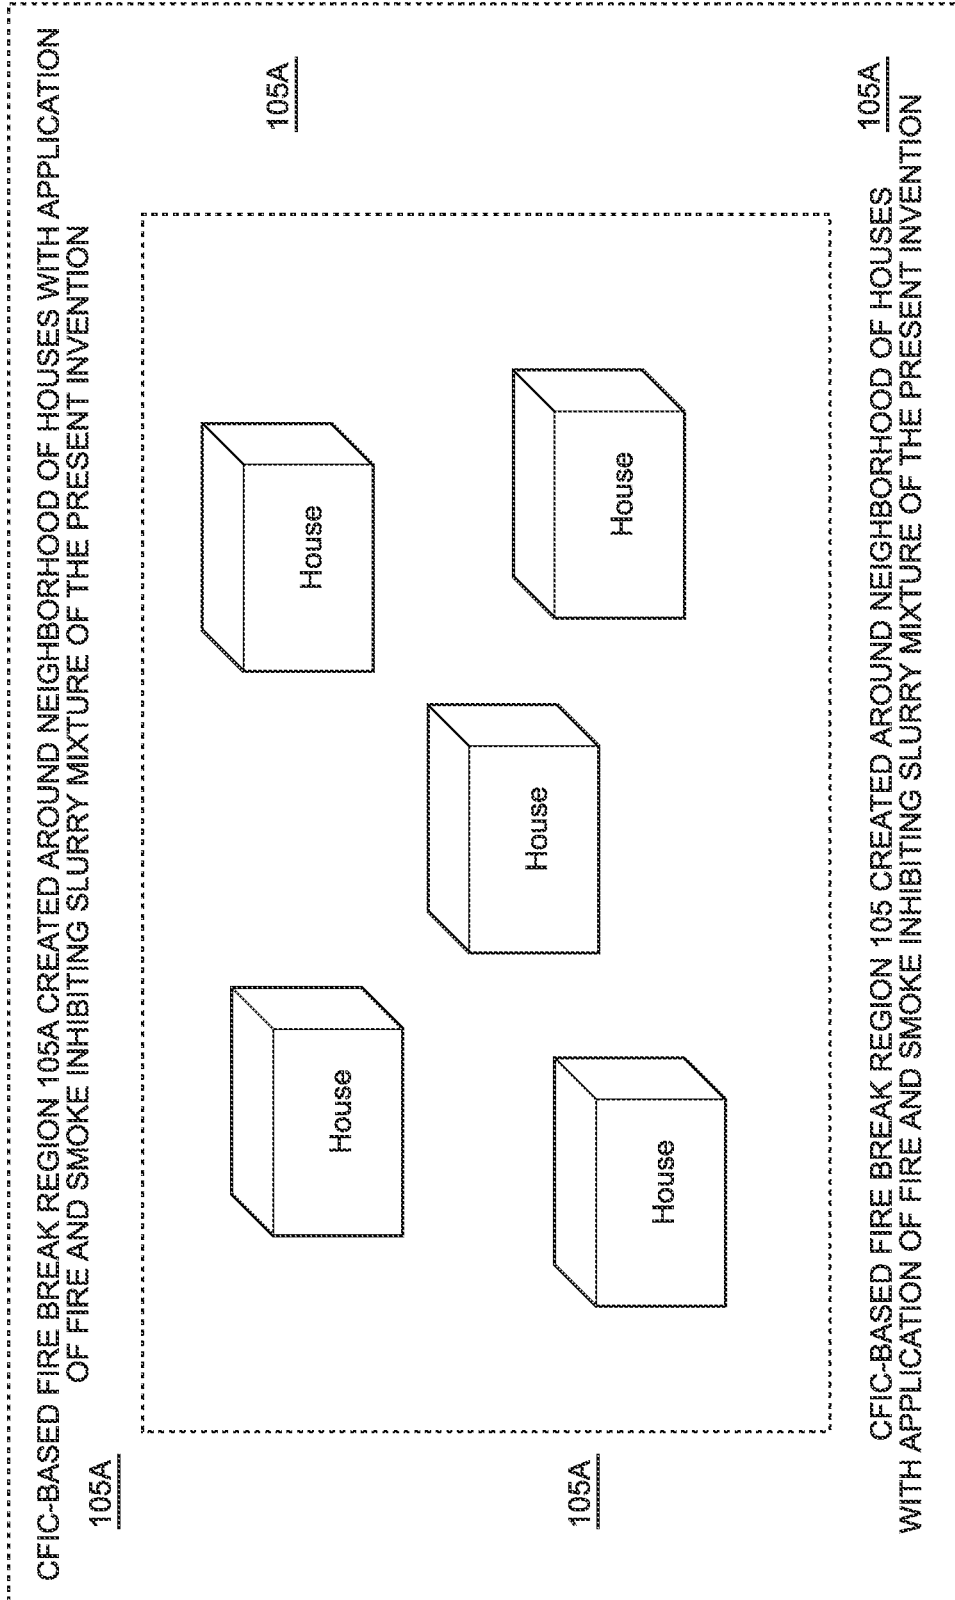 CFIC-BASED FIRE BREAK REGION 105A CREATED AROUND NEIGHBORHOOD OF HOUSES WITH APPLICATION
OF FIRE AND SMOKE INHIBITING SLURRY MIXTURE OF THE PRESENT INVENTION
105A
105A
House
House
House
105A
House
House
105A
CFIC-BASED FIRE BREAK REGION 105 CREATED AROUND NEIGHBORHOOD OF HOUSES
WITH APPLICATION OF FIRE AND SMOKE INHIBITING SLURRY MIXTURE OF THE PRESENT INVENTION